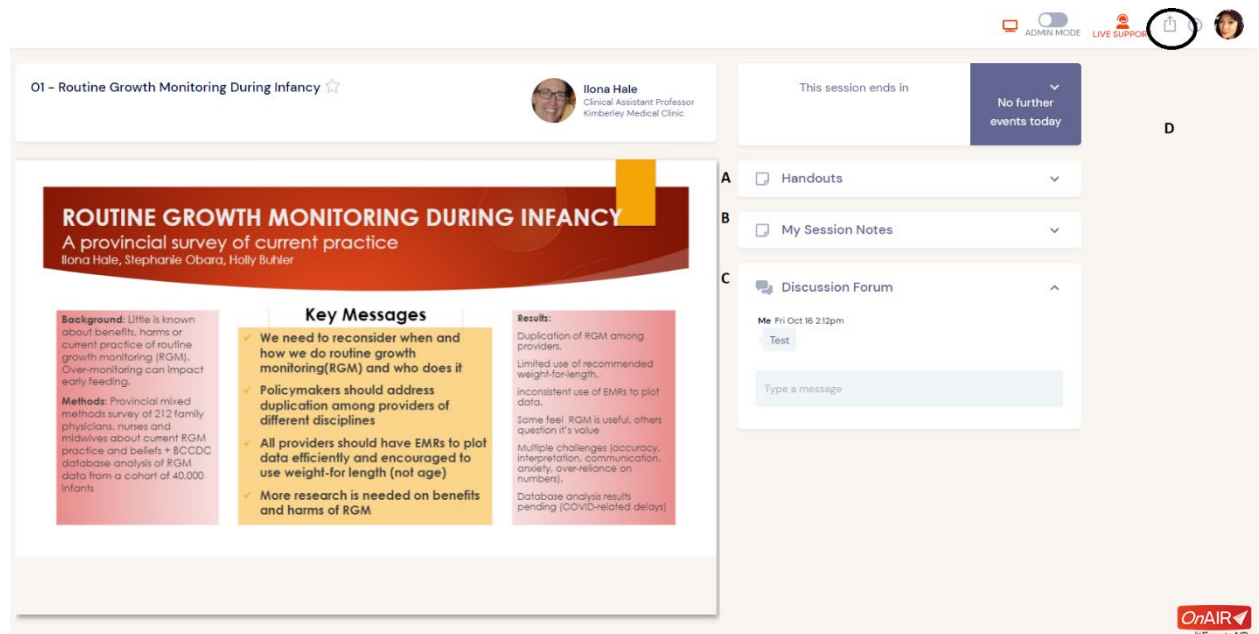 ADMIN MODE
LIVE SUPPOR
01 – Routine Growth Monitoring During Infancy
Ilona Hale
Clinical Assistant Professor
Kimberley Medical Clinic
This session ends in
No further
events today
D
ROUTINE GROWTH MONITORING DURING INFANCY
A provincial survey of current practice
Ilona Hale, Stephanie Obara, Holly Buhler
Background: Little is known
about benefits, harms or
current practice of routine
growth monitoring (RGM).
Over-monitoring can impact
early feeding.
Methods: Provincial mixed
methods survey of 212 family
physicians, nurses and
midwives about current RGM
practice and beliefs + BCCDC
database analysis of RGM
data from a cohort of 40,000
infants
Key Messages
We need to reconsider when and
how we do routine growth
monitoring(RGM) and who does it
Policymakers should address
duplication among providers of
different disciplines
All providers should have EMRs to plot
data efficiently and encouraged to
use weight-for length (not age)
More research is needed on benefits
and harms of RGM
Results:
Duplication of RGM among
providers.
Limited use of recommended
weight-for-length.
inconsistent use of EMRs to plot
data.
Some feel RGM is useful, others
question it's value
Multiple challenges (accuracy,
interpretation, communication,
anxiety, over-reliance on
numbers).
Database analysis results
pending (COVID-related delays)
A
Handouts
B
My Session Notes
C
Discussion Forum
Me Fri Oct 16 2:12pm
Test
Type a message
OnAIR